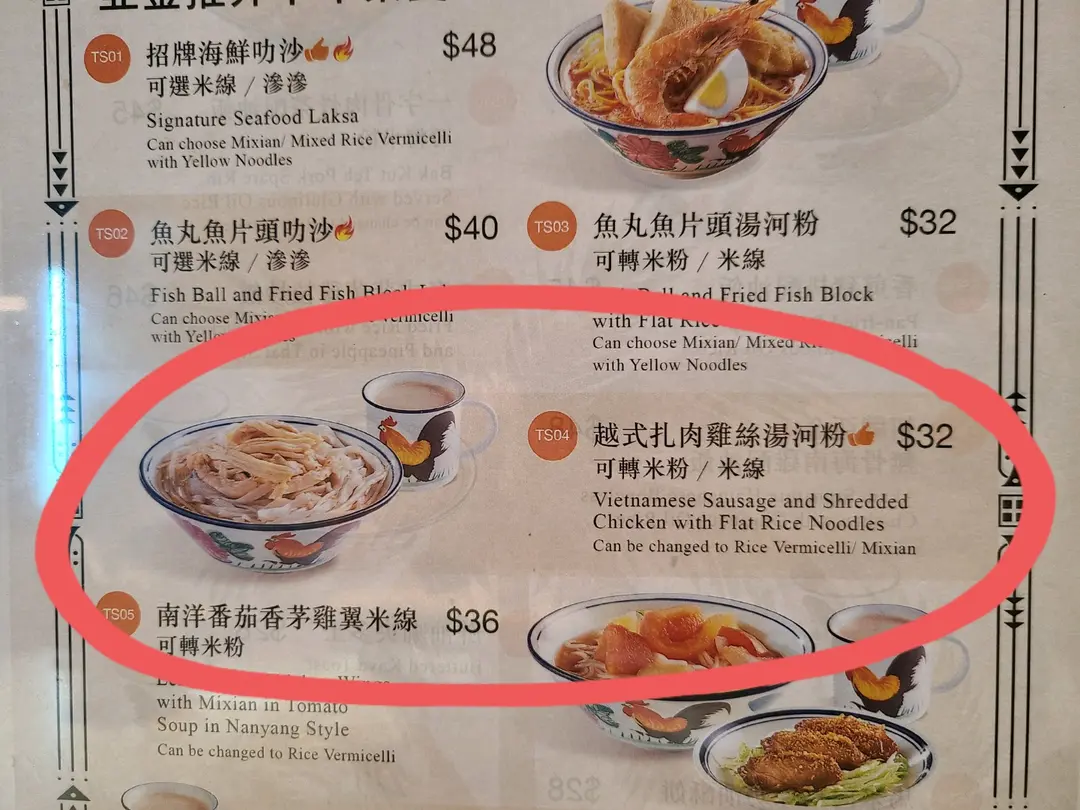 TS01
招牌海鮮叻沙 $48
可選米線 / 滲滲
Signature Seafood Laksa
Can choose Mixian/ Mixed Rice Vermicelli
with Yellow Noodles
TS02
魚丸魚片頭叻沙 $40
可選米線 / 滲滲
Fish Ball and Fried Fish Block
Can choose Vermicelli
with
TS03
魚丸魚片頭湯河粉 $32
可轉米粉 / 米線
Ball and Fried Fish Block
with Flat Rice
Can choose Mixian/ Mixed
with Yellow Noodles
TS04
越式扎肉雞絲湯河粉 $32
可轉米粉 / 米線
Vietnamese Sausage and Shredded
Chicken with Flat Rice Noodles
Can be changed to Rice Vermicelli/ Mixian
TS05
南洋番茄香茅雞翼米線 $36
可轉米粉
with Mixian in Tomato
Soup in Nanyang Style
Can be changed to Rice Vermicelli